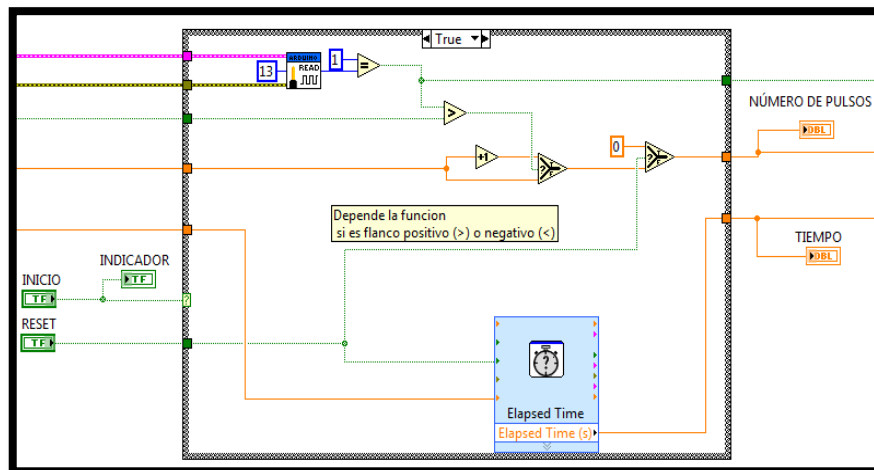 True
ARDUINO
READ
13
1
=
>
NÚMERO DE PULSOS
DBL
+1
?
T
F
0
?
T
F
Depende la funcion
si es flanco positivo (>) o negativo (<)
TIEMPO
DBL
INDICADOR
TF
INICIO
TF
?
RESET
TF
?
Elapsed Time
Elapsed Time (s)